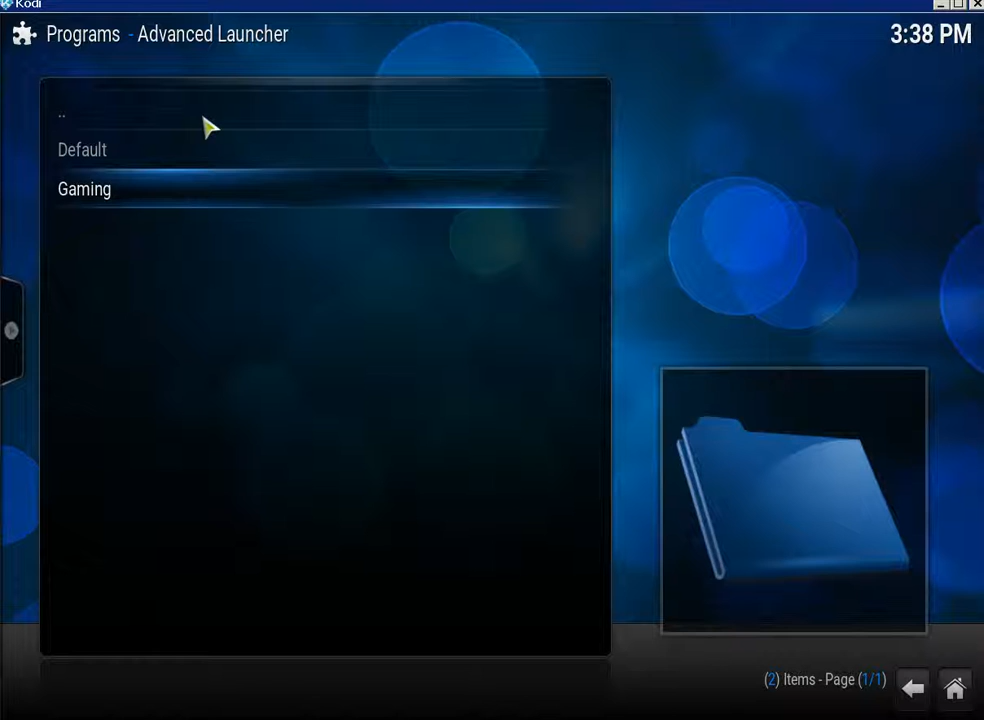 Kodi
Programs - Advanced Launcher
3:38 PM
..
Default
Gaming
(2) Items - Page (1/1)